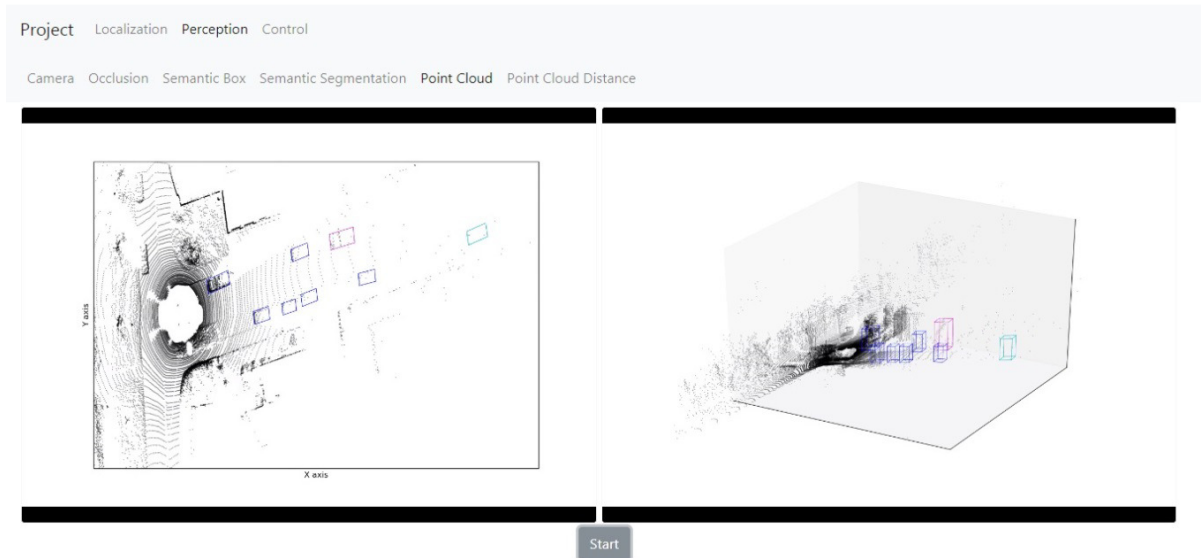 Project Localization Perception Control
Camera Occlusion Semantic Box Semantic Segmentation Point Cloud Point Cloud Distance
Y axis
X axis
Start